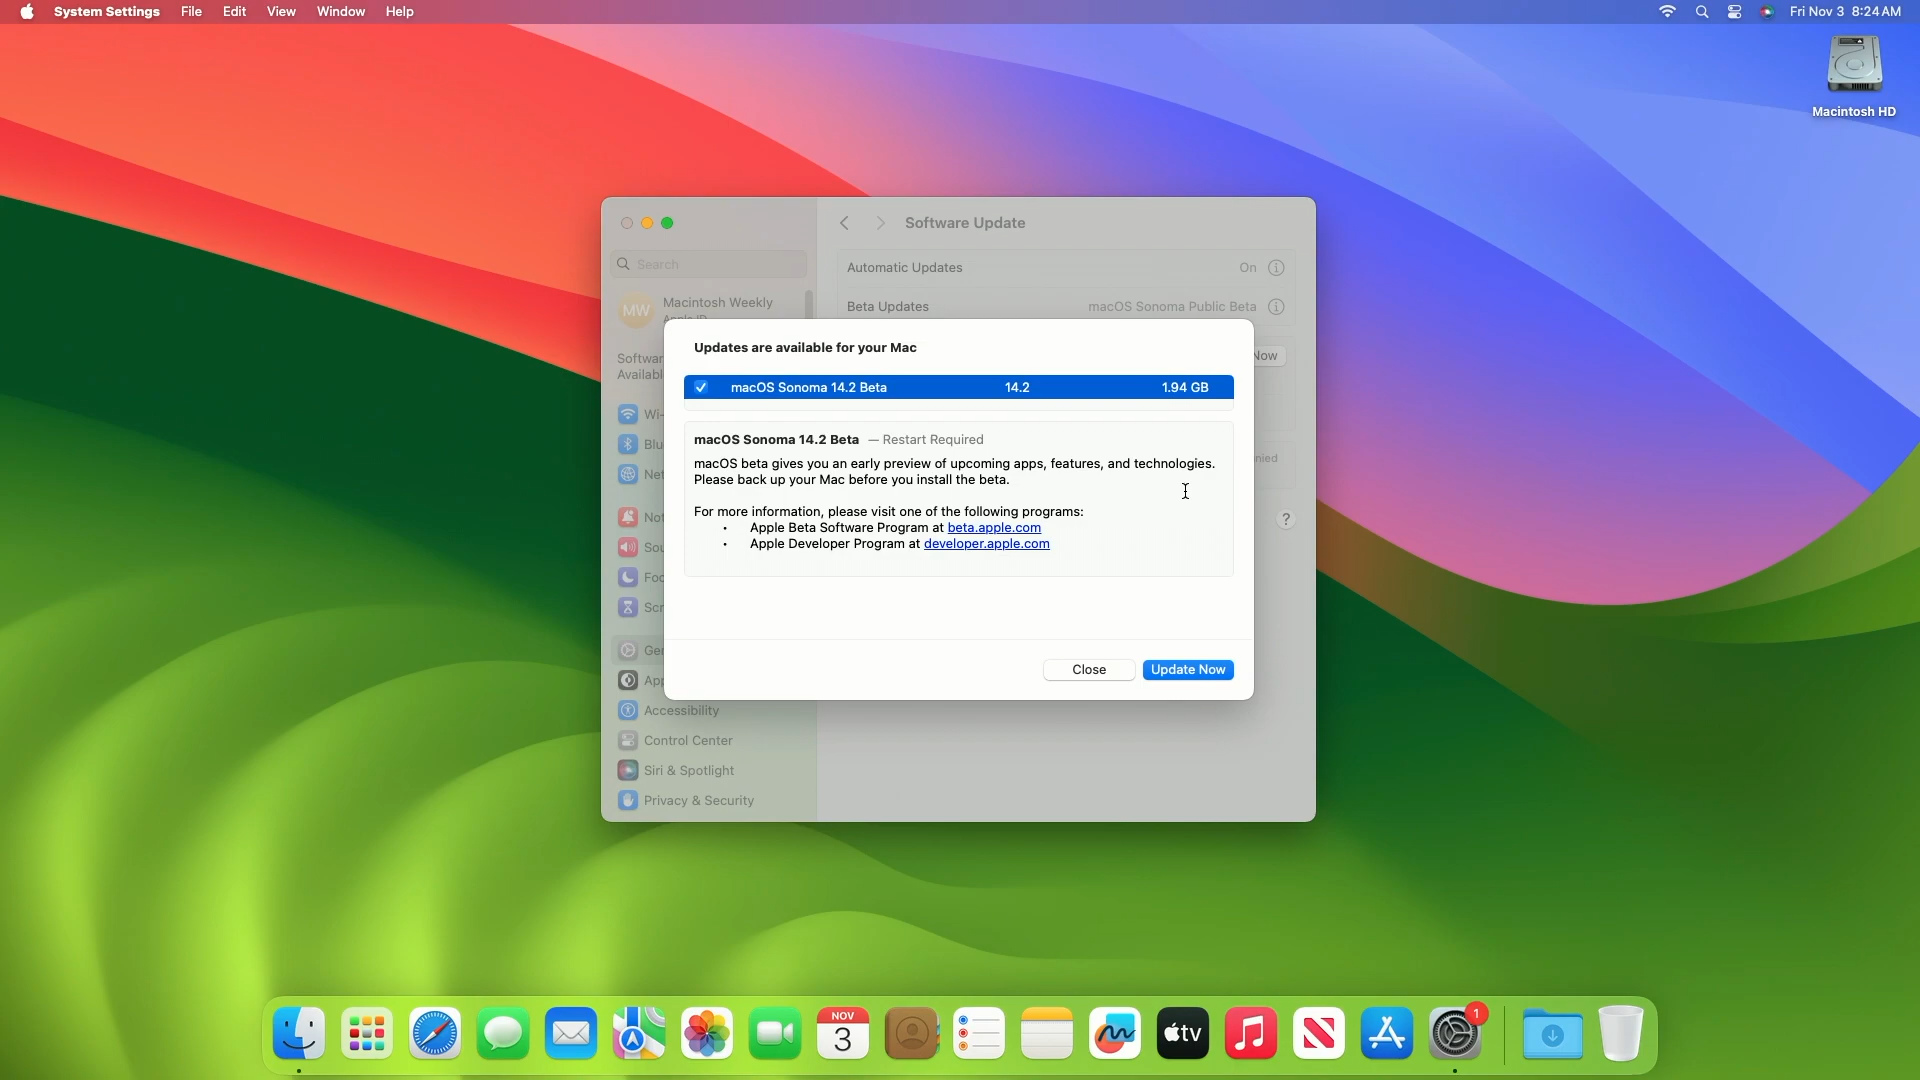 System Settings File Edit View Window Help
Fri Nov 3 8:24 AM
Macintosh HD
Software Update
Search
Automatic Updates On
Macintosh Weekly
MW
Beta Updates macOS Sonoma Public Beta
Now
Updates are available for your Mac
macOS Sonoma 14.2 Beta 14.2 1.94 GB
macOS Sonoma 14.2 Beta — Restart Required
macOS beta gives you an early preview of upcoming apps, features, and technologies.
Please back up your Mac before you install the beta.
For more information, please visit one of the following programs:
• Apple Beta Software Program at beta.apple.com
• Apple Developer Program at developer.apple.com
?
Close Update Now
Accessibility
Control Center
Siri & Spotlight
Privacy & Security
NOV
3
tv
1